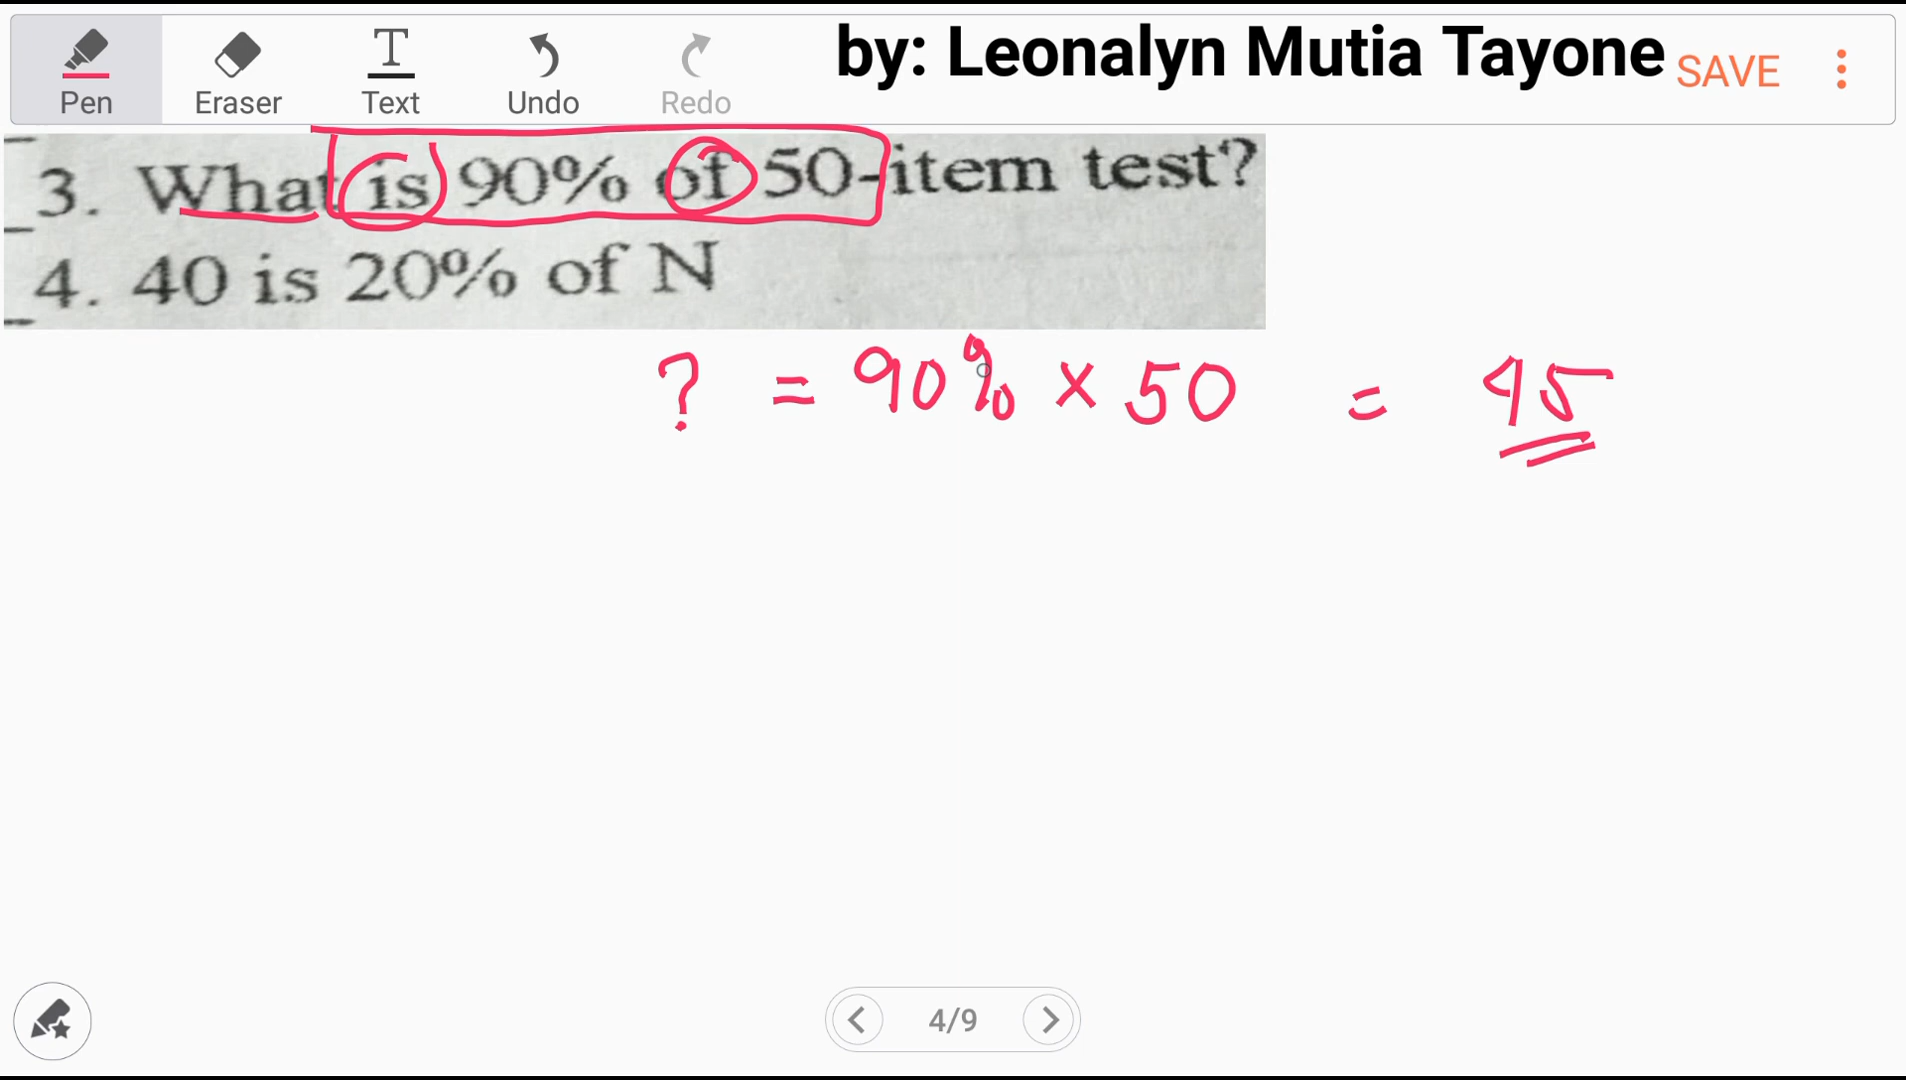 by: Leonalyn Mutia Tayone
Pen Eraser Text Undo Redo SAVE
3. What is 90% of 50-item test?
4. 40 is 20% of N
? = 90% × 50 = 45
4/9